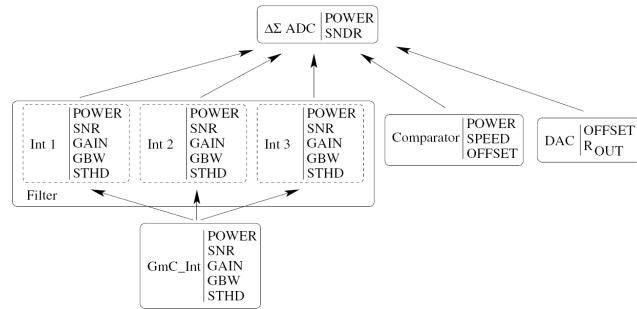 ΔΣ ADC
POWER
SNDR
Int 1
POWER
SNR
GAIN
GBW
STHD
Int 2
POWER
SNR
GAIN
GBW
STHD
Int 3
POWER
SNR
GAIN
GBW
STHD
Filter
Comparator
POWER
SPEED
OFFSET
DAC
OFFSET
ROUT
GmC_Int
POWER
SNR
GAIN
GBW
STHD